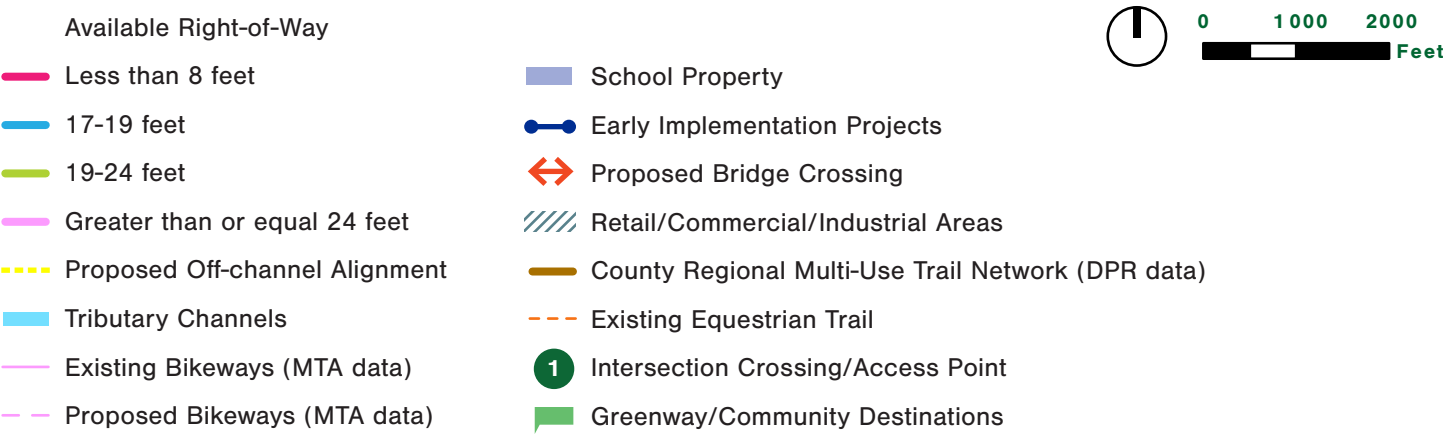 Available Right-of-Way
Less than 8 feet
17-19 feet
19-24 feet
Greater than or equal 24 feet
Proposed Off-channel Alignment
Tributary Channels
Existing Bikeways (MTA data)
Proposed Bikeways (MTA data)
School Property
Early Implementation Projects
Proposed Bridge Crossing
Retail/Commercial/Industrial Areas
County Regional Multi-Use Trail Network (DPR data)
Existing Equestrian Trail
1 Intersection Crossing/Access Point
Greenway/Community Destinations
0 1000 2000
Feet